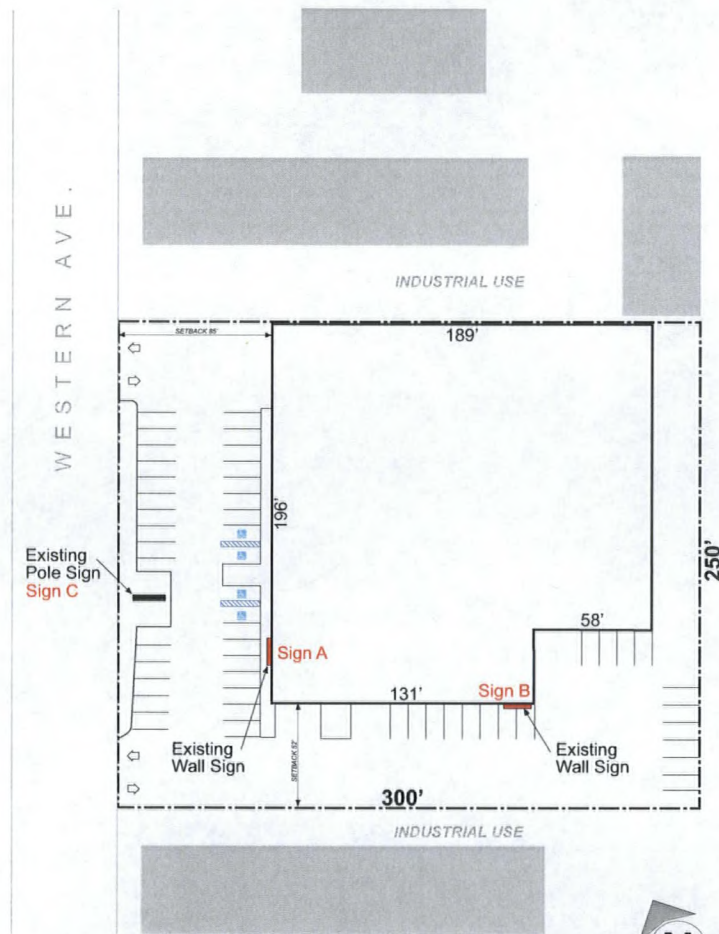 INDUSTRIAL USE
WESTERN AVE.
SETBACK 85'
189'
196'
250'
Existing
Pole Sign
Sign C
58'
Sign A
131'
Sign B
Existing
Wall Sign
Existing
Wall Sign
SETBACK 52'
300'
INDUSTRIAL USE